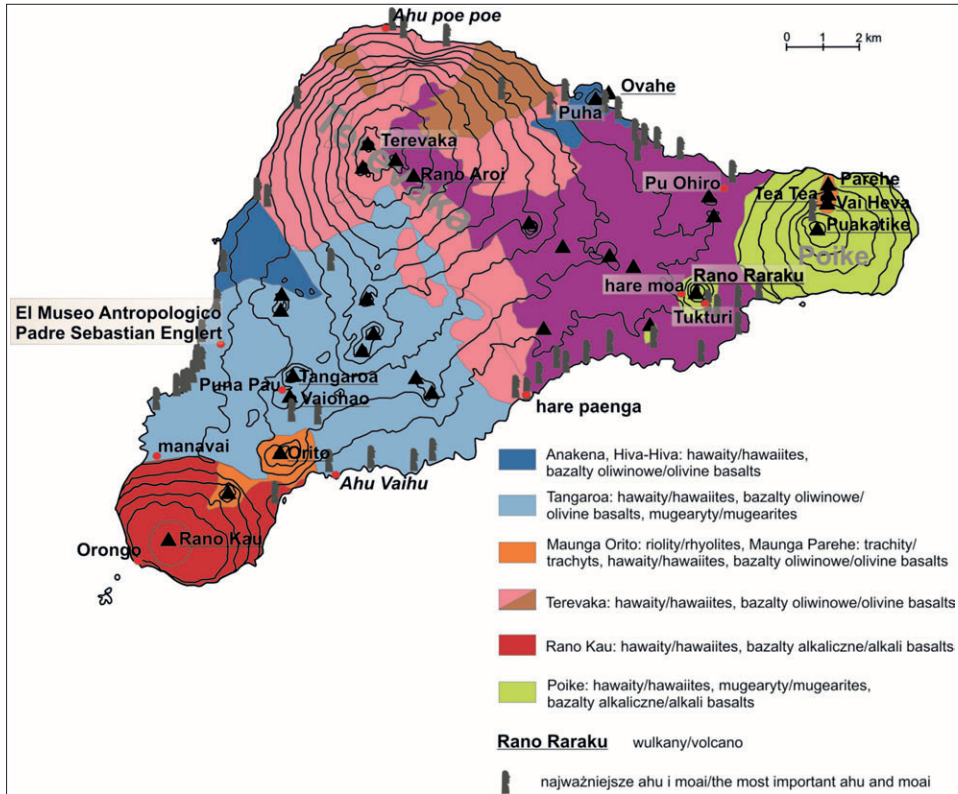 Ahu poe poe
0 1 2 km
Ovahe
Puha
Terevaka
Terevaka
Rano Aroi
Pu Ohiro
Parehe
Tea Tea
Vai Heva
Puakatike
Poike
Rano Raraku
hare moa
Tukturi
El Museo Antropologico
Padre Sebastian Englert
Puna Pau
Tangaroa
Vaiohao
hare paenga
manavai
Orito
Ahu Vaihu
Orongo
Rano Kau
Anakena, Hiva-Hiva: hawaity/hawaiites,
bazalty oliwinowe/olivine basalts
Tangaroa: hawaity/hawaiites, bazalty oliwinowe/
olivine basalts, mugearyty/mugearites
Maunga Orito: riolity/rhyolites, Maunga Parehe: trachity/
trachyts, hawaity/hawaiites, bazalty oliwinowe/olivine basalts
Terevaka: hawaity/hawaiites, bazalty oliwinowe/olivine basalts
Rano Kau: hawaity/hawaiites, bazalty alkaliczne/alkali basalts
Poike: hawaity/hawaiites, mugearyty/mugearites,
bazalty alkaliczne/alkali basalts
Rano Raraku wulkany/volcano
najważniejsze ahu i moai/the most important ahu and moai